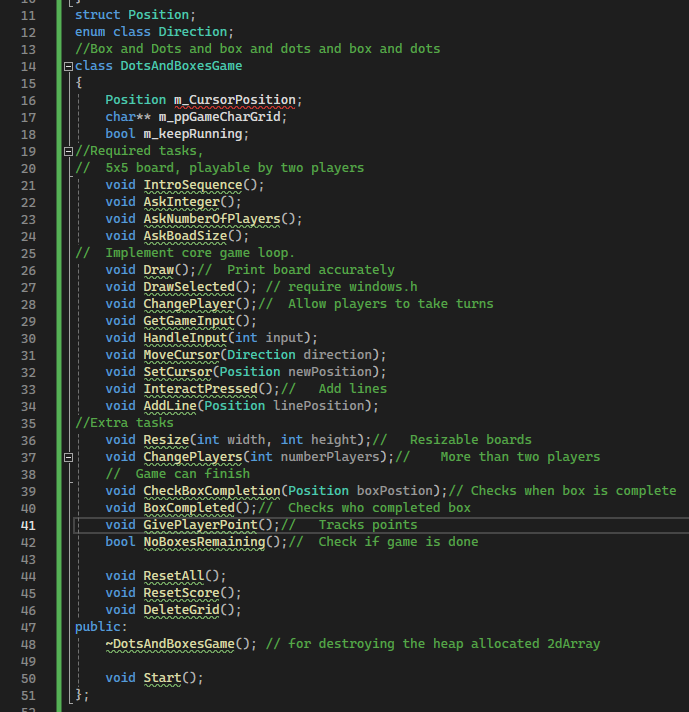 11 struct Position;
12 enum class Direction;
13 //Box and Dots and box and dots and box and dots
14 class DotsAndBoxesGame
15 {
16 Position m_CursorPosition;
17 char** m_ppGameCharGrid;
18 bool m_keepRunning;
19 //Required tasks,
20 //  5x5 board, playable by two players
21 void IntroSequence();
22 void AskInteger();
23 void AskNumberOfPlayers();
24 void AskBoadSize();
25 //  Implement core game loop.
26 void Draw();//  Print board accurately
27 void DrawSelected(); // require windows.h
28 void ChangePlayer();//  Allow players to take turns
29 void GetGameInput();
30 void HandleInput(int input);
31 void MoveCursor(Direction direction);
32 void SetCursor(Position newPosition);
33 void InteractPressed();//   Add lines
34 void AddLine(Position linePosition);
35 //Extra tasks
36 void Resize(int width, int height);//   Resizable boards
37 void ChangePlayers(int numberPlayers);//    More than two players
38 //  Game can finish
39 void CheckBoxCompletion(Position boxPostion);// Checks when box is complete
40 void BoxCompleted();//  Checks who completed box
41 void GivePlayerPoint();//   Tracks points
42 bool NoBoxesRemaining();//  Check if game is done
43
44 void ResetAll();
45 void ResetScore();
46 void DeleteGrid();
47 public:
48 ~DotsAndBoxesGame(); // for destroying the heap allocated 2dArray
49
50 void Start();
51 };